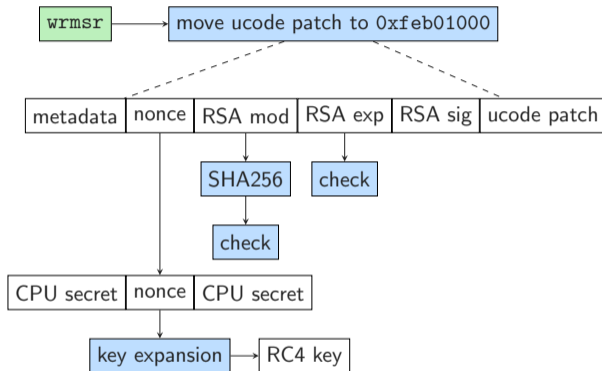 wrmsr move ucode patch to 0xfeb01000
metadata nonce RSA mod RSA exp RSA sig ucode patch
SHA256 check
check
CPU secret nonce CPU secret
key expansion RC4 key